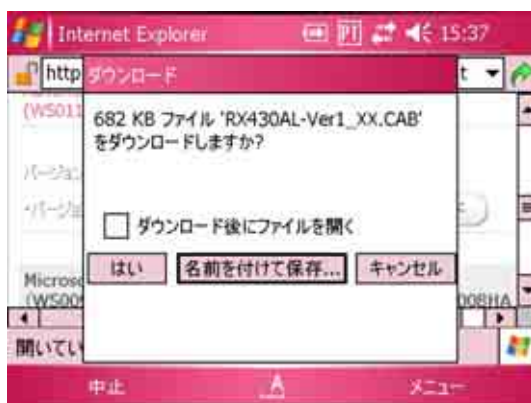 Internet Explorer PT 15:37
http ダウンロード t
(WS011
682 KB ファイル 'RX430AL-Ver1_XX.CAB'
をダウンロードしますか?
バージョン
・バージョ
ダウンロード後にファイルを開く
はい 名前を付けて保存... キャンセル
Microso
(WS009 008HA
開いてい
中止 A メニュー